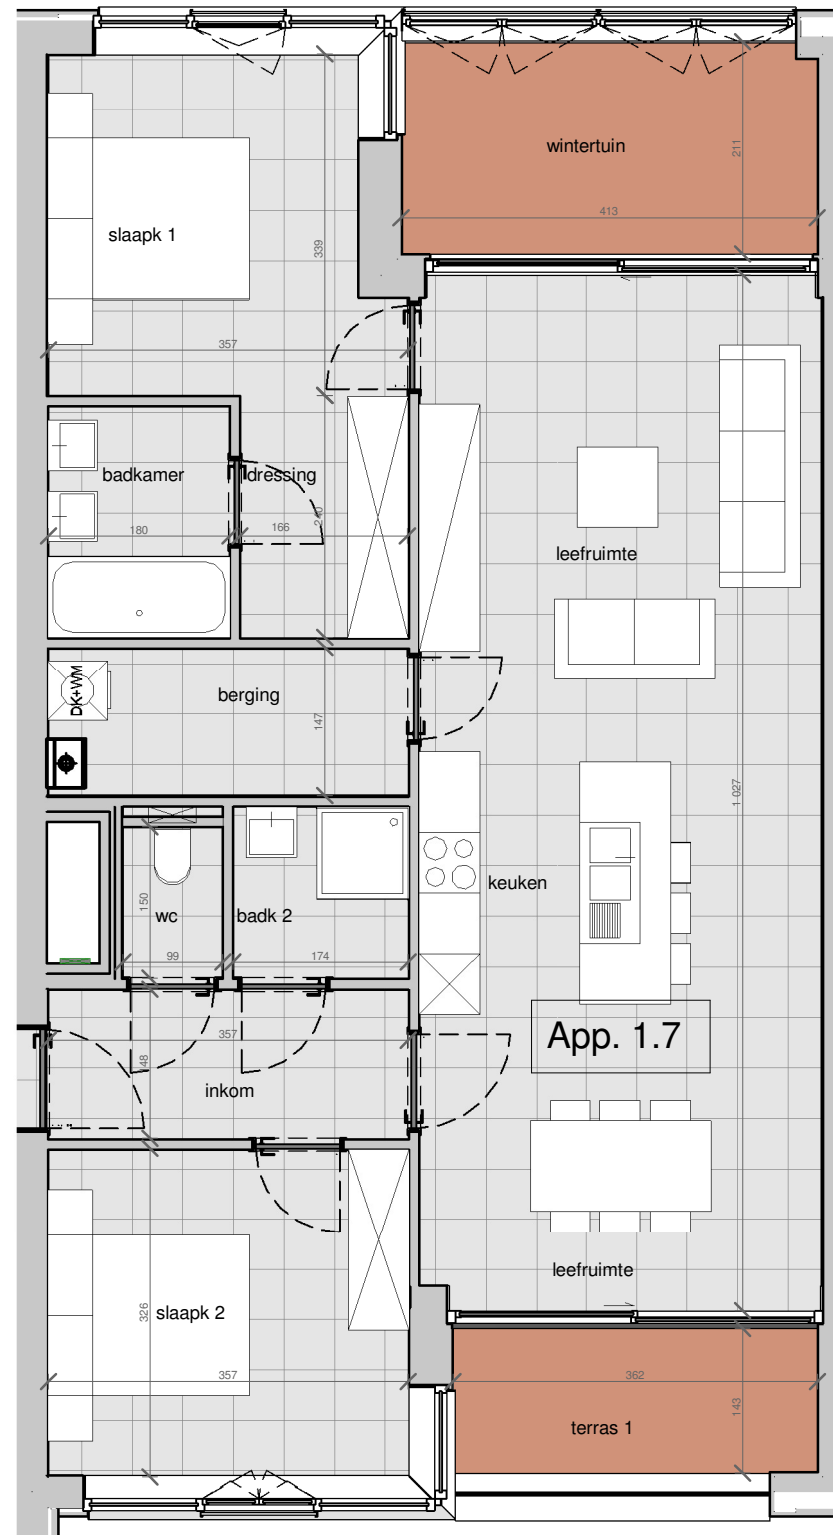 wintertuin
211
413
slaapk 1
339
357
badkamer
dressing
180
166
leefruimte
DK+WM
berging
147
1 027
keuken
150
wc
badk 2
99
174
App. 1.7
357
48
inkom
leefruimte
326
slaapk 2
357
362
143
terras 1